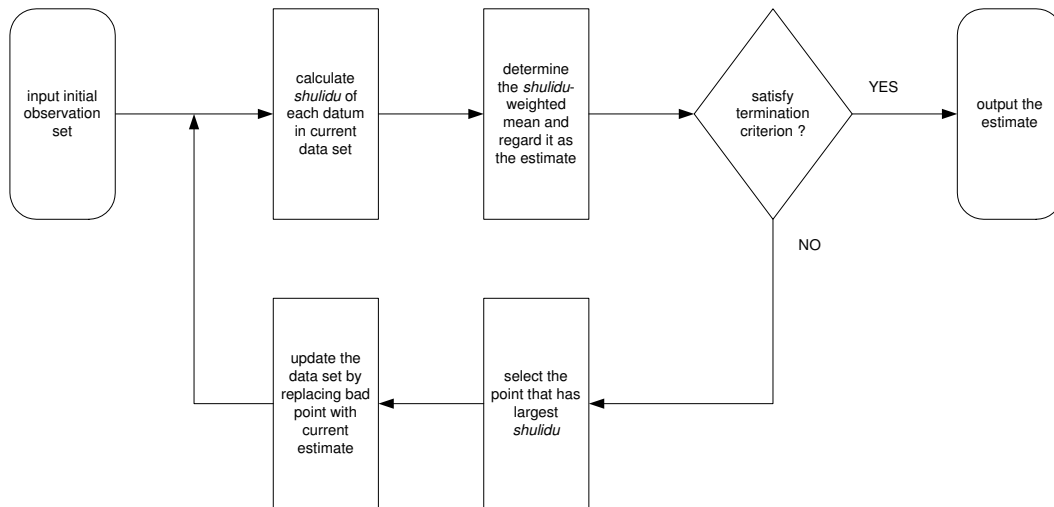 input initial
observation
set
calculate
shulidu of
each datum
in current
data set
determine
the shulidu-
weighted
mean and
regard it as
the estimate
satisfy
termination
criterion ?
YES
output the
estimate
NO
select the
point that has
largest
shulidu
update the
data set by
replacing bad
point with
current
estimate